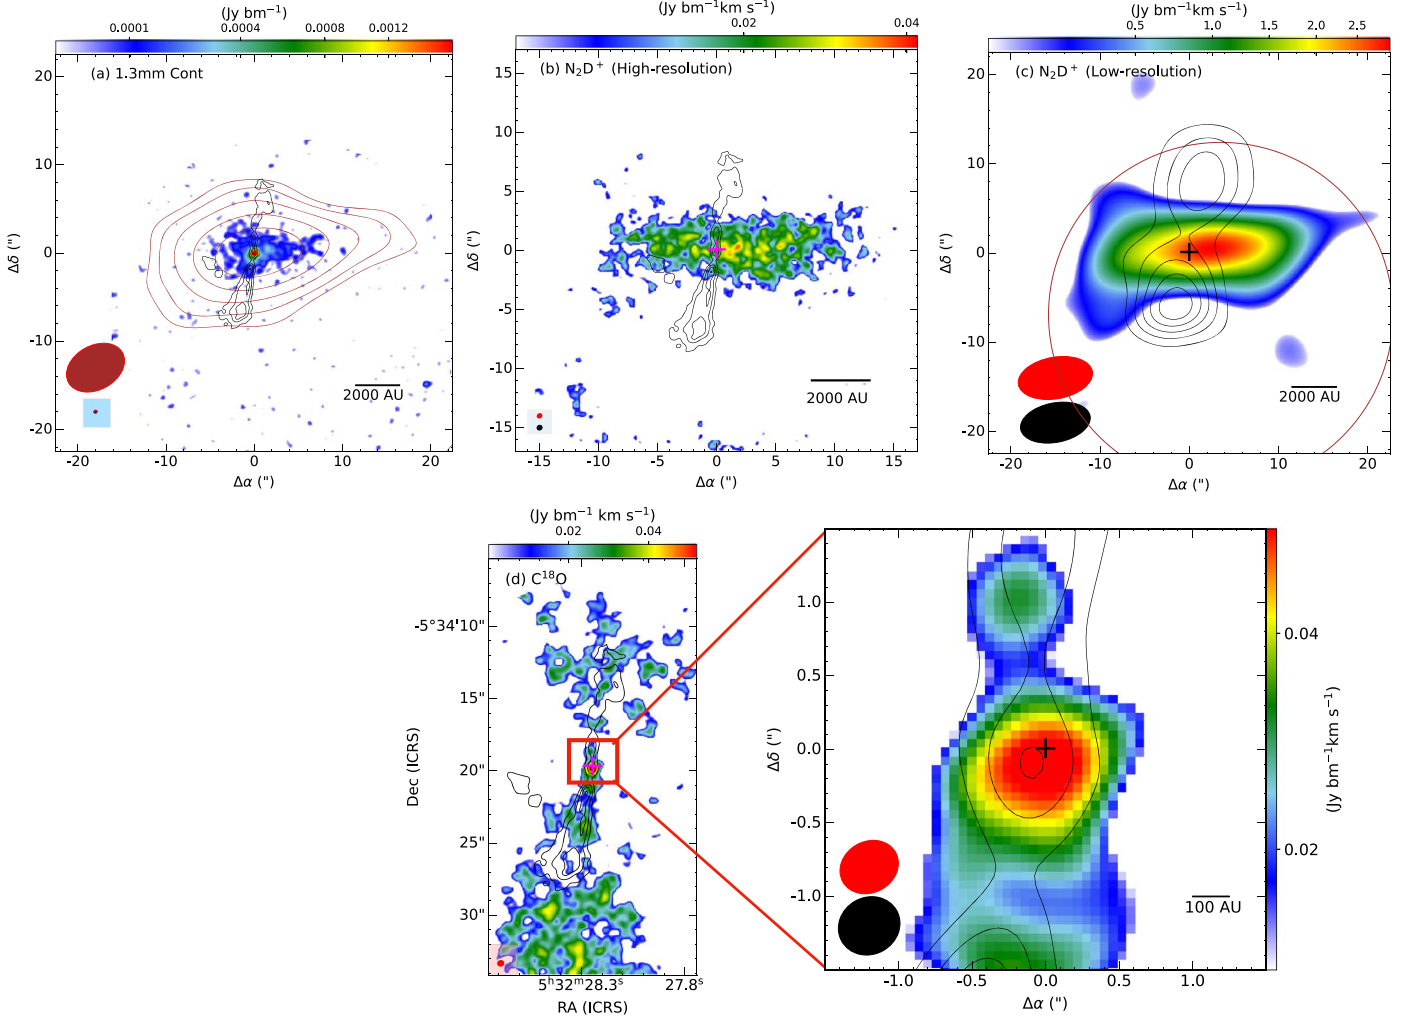 (Jy bm⁻¹)
0.0001 0.0004 0.0008 0.0012
(a) 1.3mm Cont
20
10
0
-10
-20
Δδ (")
2000 AU
-20 -10 0 10 20
Δα (")
(Jy bm⁻¹km s⁻¹)
0.02 0.04
(b) N₂D⁺ (High-resolution)
15
10
5
0
-5
-10
-15
Δδ (")
2000 AU
-15 -10 -5 0 5 10 15
Δα (")
(Jy bm⁻¹km s⁻¹)
0.5 1.0 1.5 2.0 2.5
(c) N₂D⁺ (Low-resolution)
20
10
0
-10
-20
Δδ (")
2000 AU
-20 -10 0 10 20
Δα (")
(Jy bm⁻¹ km s⁻¹)
0.02 0.04
(d) C¹⁸O
-5°34'10"
15"
20"
25"
30"
Dec (ICRS)
5ʰ32ᵐ28.3ˢ 27.8ˢ
RA (ICRS)
1.0
0.5
0.0
-0.5
-1.0
Δδ (")
100 AU
-1.0 -0.5 0.0 0.5 1.0
Δα (")
0.04
0.02
(Jy bm⁻¹km s⁻¹)